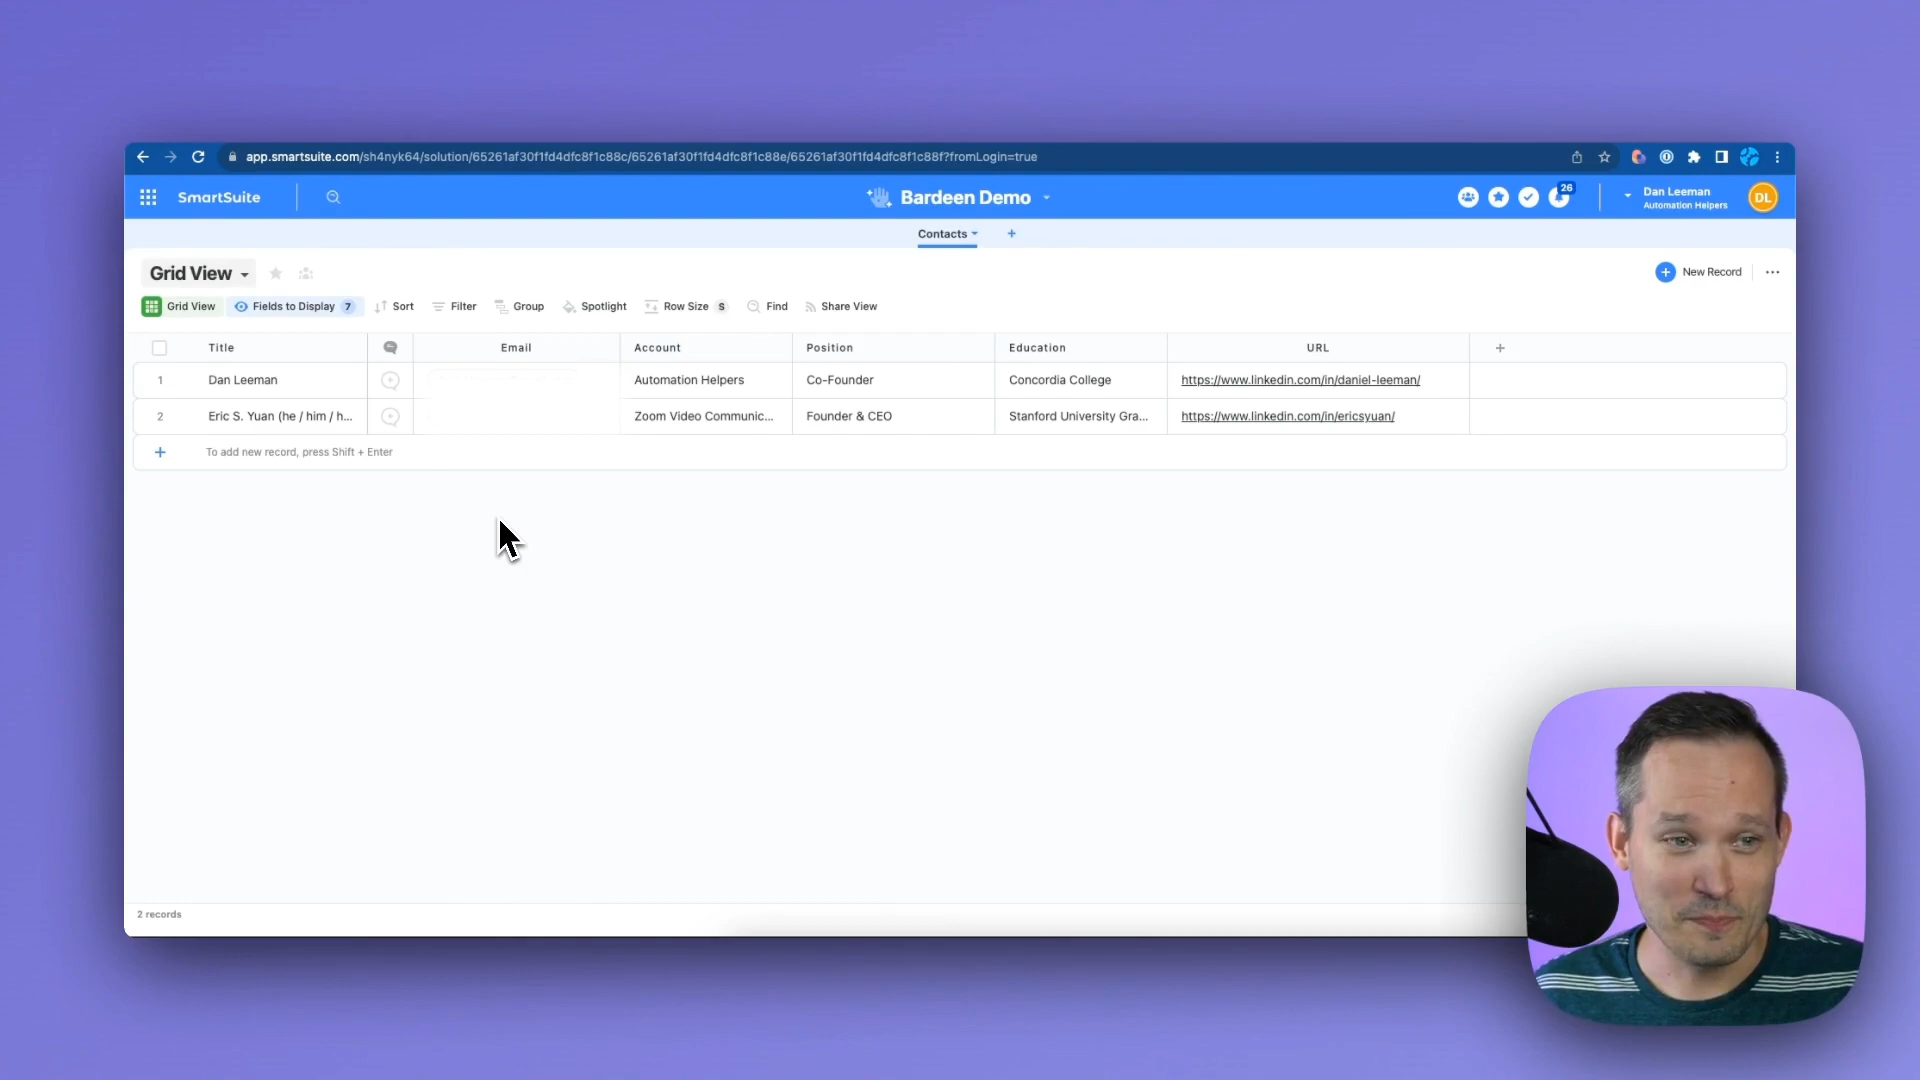 app.smartsuite.com/sh4nyk64/solution/65261af30f1fd4dfc8f1c88c/65261af30f1fd4dfc8f1c88e/65261af30f1fd4dfc8f1c88f?fromLogin=true
SmartSuite
Bardeen Demo
26
Dan Leeman
Automation Helpers
DL
Contacts
Grid View
New Record
Grid View Fields to Display 7 Sort Filter Group Spotlight Row Size S Find Share View
Title Email Account Position Education URL
1 Dan Leeman Automation Helpers Co-Founder Concordia College https://www.linkedin.com/in/daniel-leeman/
2 Eric S. Yuan (he / him / h... Zoom Video Communic... Founder & CEO Stanford University Gra... https://www.linkedin.com/in/ericsyuan/
To add new record, press Shift + Enter
2 records